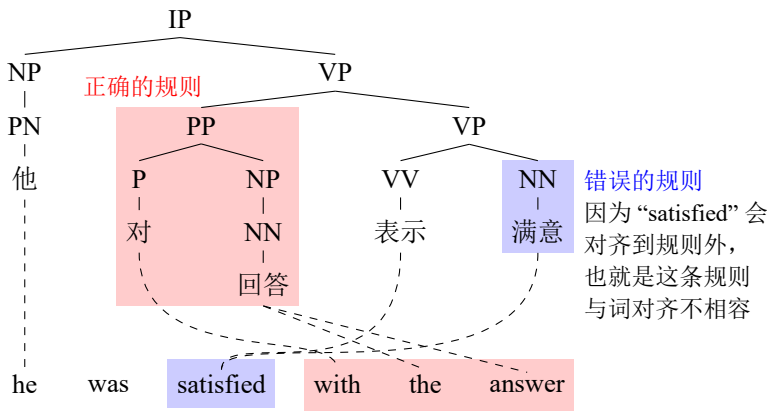 IP
NP VP
正确的规则
PN PP VP
他 P NP VV NN 错误的规则
因为 “satisfied” 会
对 NN 表示 满意 对齐到规则外，
也就是这条规则
回答
与词对齐不相容
he was satisfied with the answer